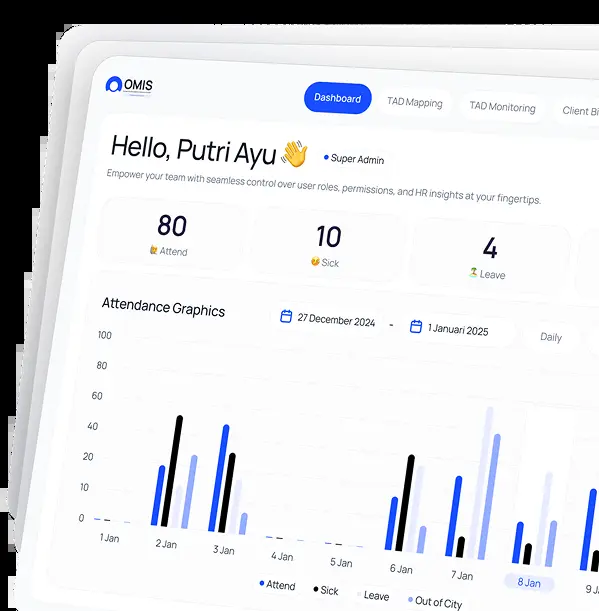 OMIS
Dashboard
TAD Mapping
TAD Monitoring
Client Bi
Hello, Putri Ayu 👋
Super Admin
Empower your team with seamless control over user roles, permissions, and HR insights at your fingertips.
80
Attend
10
Sick
4
Leave
Attendance Graphics
27 December 2024 - 1 Januari 2025
Daily
100
80
60
40
20
10
0
1 Jan
2 Jan
3 Jan
4 Jan
5 Jan
6 Jan
7 Jan
8 Jan
9 J
Attend
Sick
Leave
Out of City